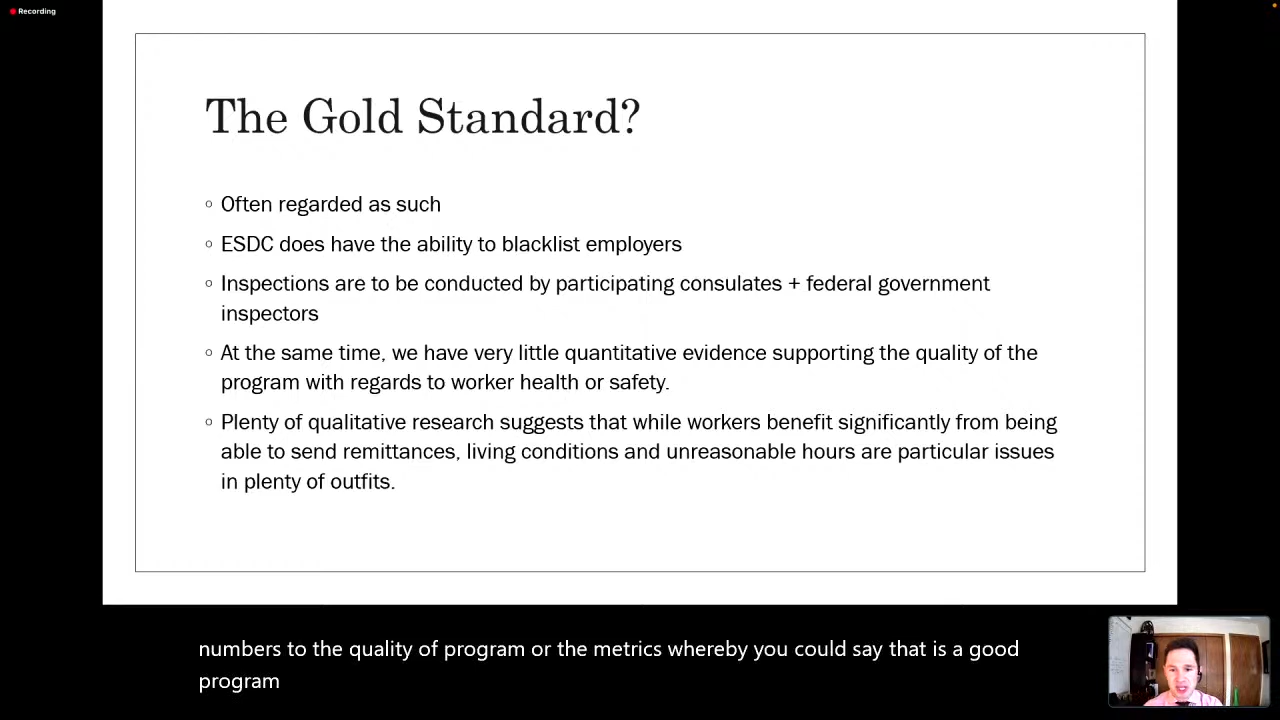 Recording
The Gold Standard?
◦ Often regarded as such
◦ ESDC does have the ability to blacklist employers
◦ Inspections are to be conducted by participating consulates + federal government
inspectors
◦ At the same time, we have very little quantitative evidence supporting the quality of the
program with regards to worker health or safety.
◦ Plenty of qualitative research suggests that while workers benefit significantly from being
able to send remittances, living conditions and unreasonable hours are particular issues
in plenty of outfits.
numbers to the quality of program or the metrics whereby you could say that is a good
program